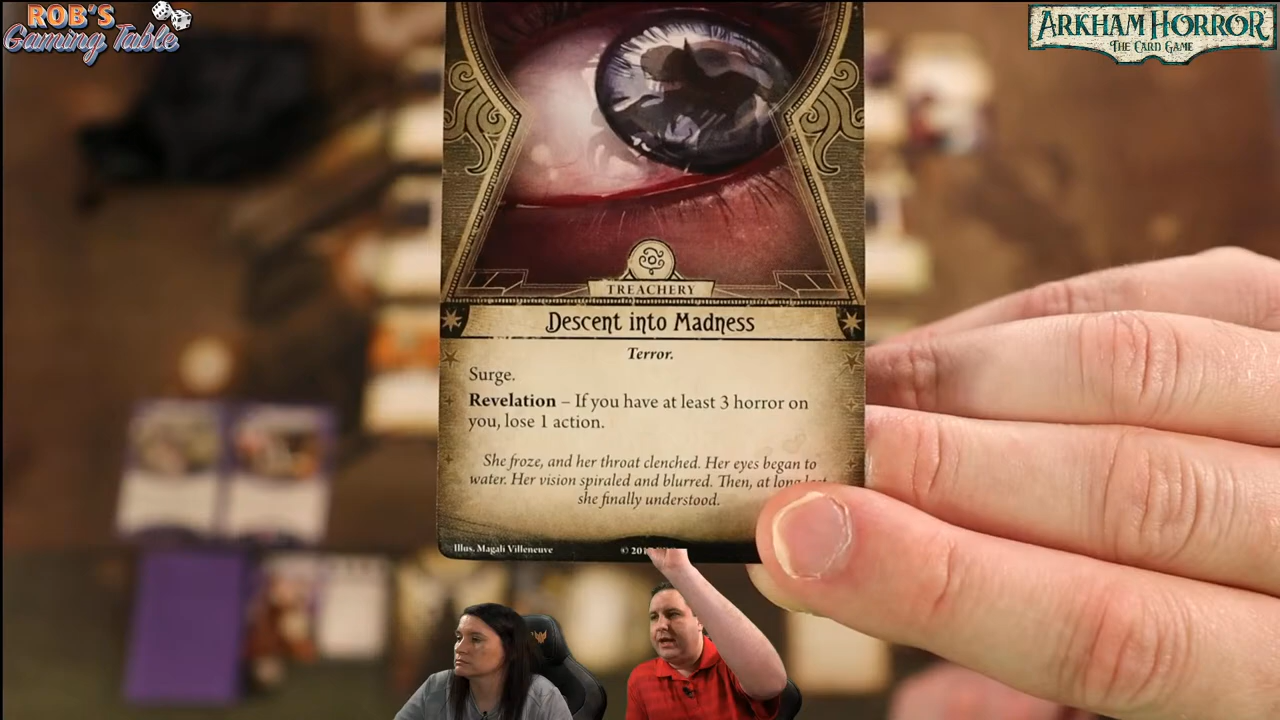 ROB'S
Gaming Table
ARKHAM HORROR
THE CARD GAME
TREACHERY
Descent into Madness
Terror.
Surge.
Revelation – If you have at least 3 horror on
you, lose 1 action.
She froze, and her throat clenched. Her eyes began to
water. Her vision spiraled and blurred. Then, at long
she finally understood.
Illus. Magali Villeneuve
©